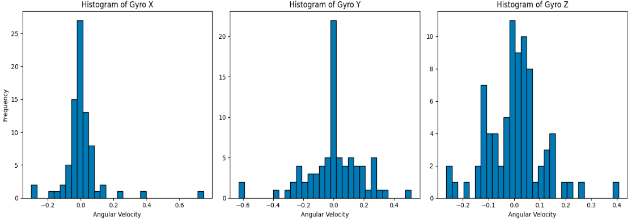 Histogram of Gyro X
Histogram of Gyro Y
Histogram of Gyro Z
Frequency
25
20
15
10
5
0
−0.2 0.0 0.2 0.4 0.6
Angular Velocity
20
15
10
5
0
−0.6 −0.4 −0.2 0.0 0.2 0.4
Angular Velocity
10
8
6
4
2
0
−0.2 −0.1 0.0 0.1 0.2 0.3 0.4
Angular Velocity